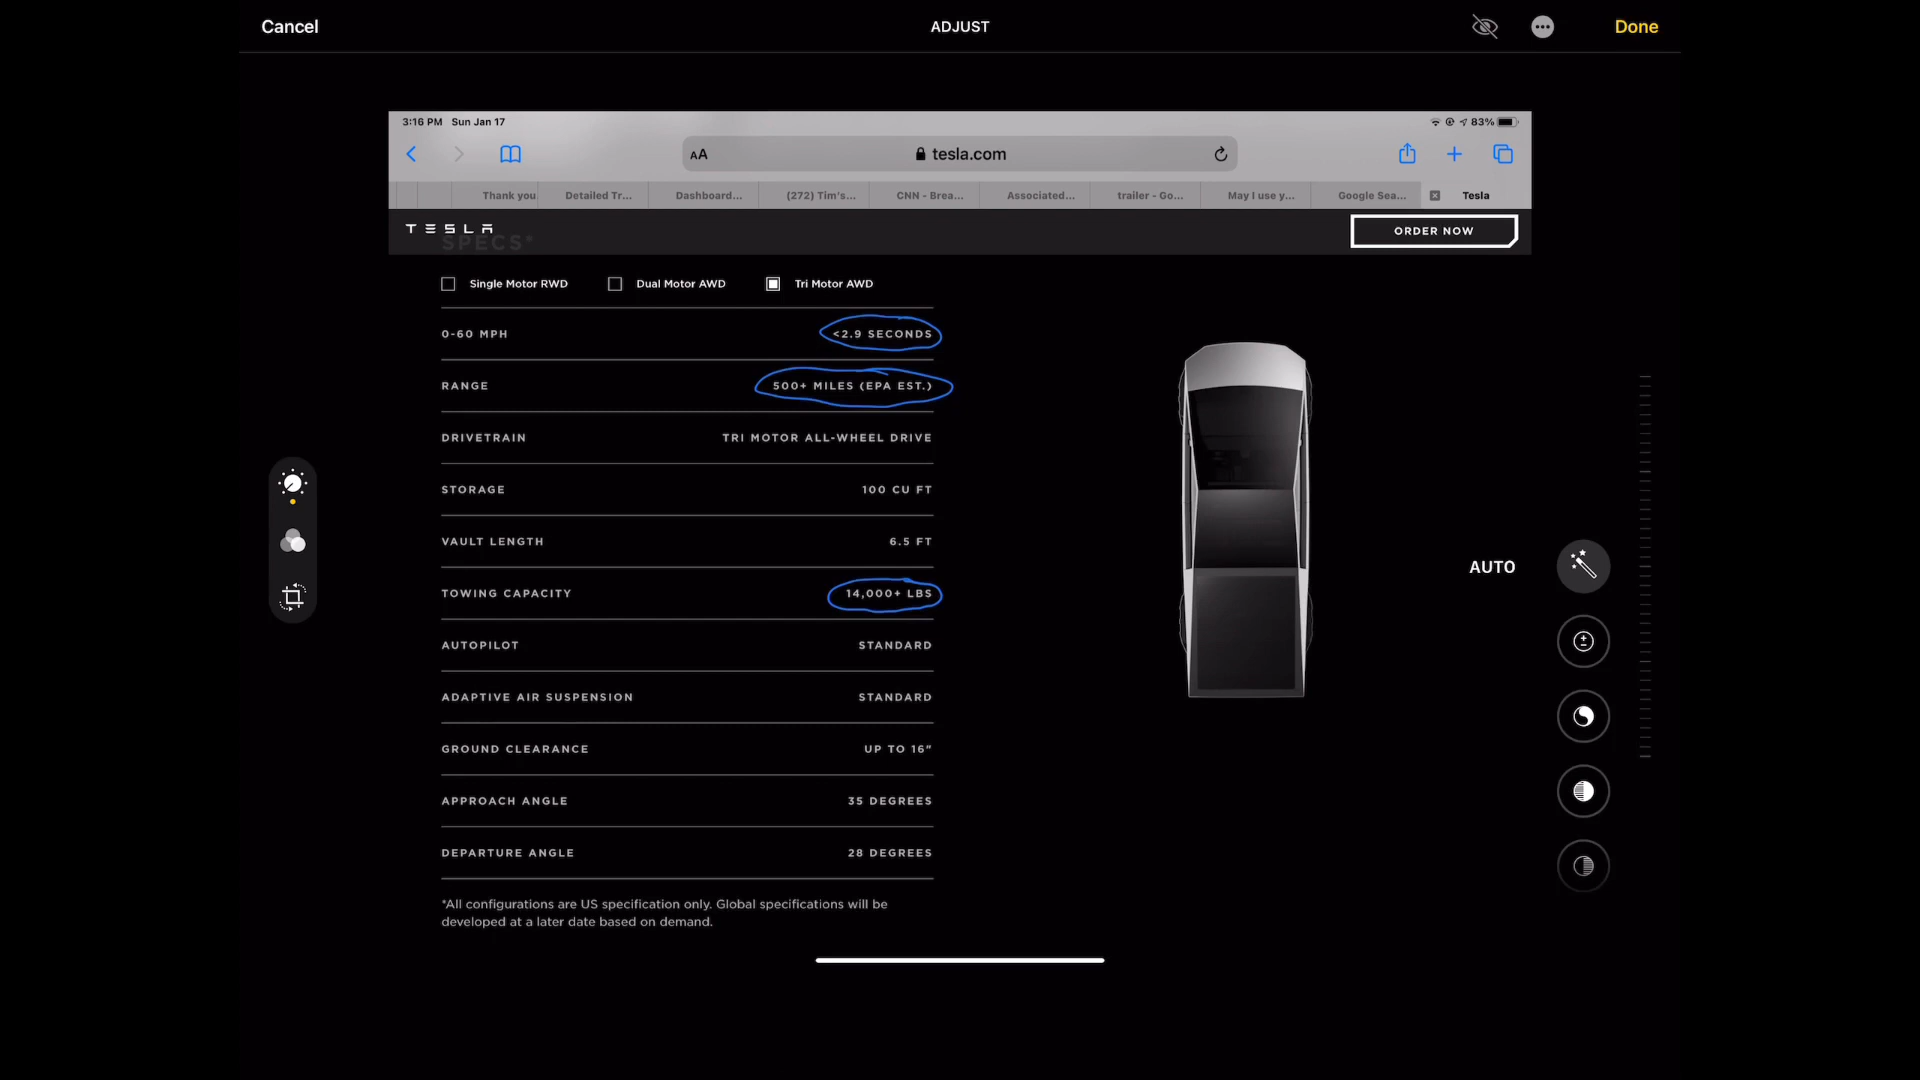 Cancel
ADJUST
Done
3:16 PM Sun Jan 17
83%
AA
tesla.com
Thank you
Detailed Tr...
Dashboard...
(272) Tim's...
CNN - Brea...
Associated...
trailer - Go...
May I use y...
Google Sea...
Tesla
TESLA
ORDER NOW
SPECS*
Single Motor RWD
Dual Motor AWD
Tri Motor AWD
0-60 MPH <2.9 SECONDS
RANGE 500+ MILES (EPA EST.)
DRIVETRAIN TRI MOTOR ALL-WHEEL DRIVE
STORAGE 100 CU FT
VAULT LENGTH 6.5 FT
TOWING CAPACITY 14,000+ LBS
AUTOPILOT STANDARD
ADAPTIVE AIR SUSPENSION STANDARD
GROUND CLEARANCE UP TO 16"
APPROACH ANGLE 35 DEGREES
DEPARTURE ANGLE 28 DEGREES
*All configurations are US specification only. Global specifications will be
developed at a later date based on demand.
AUTO